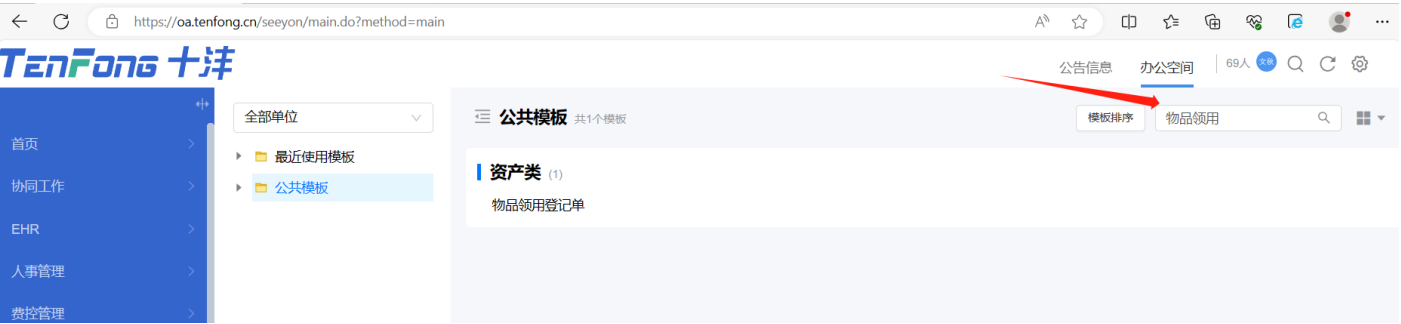 https://oa.tenfong.cn/seeyon/main.do?method=main
TENFONG 十沣
公告信息 办公空间 69人 文秋
全部单位
公共模板 共1个模板
模板排序 物品领用
首页
最近使用模板
资产类 (1)
协同工作
公共模板
物品领用登记单
EHR
人事管理
费控管理